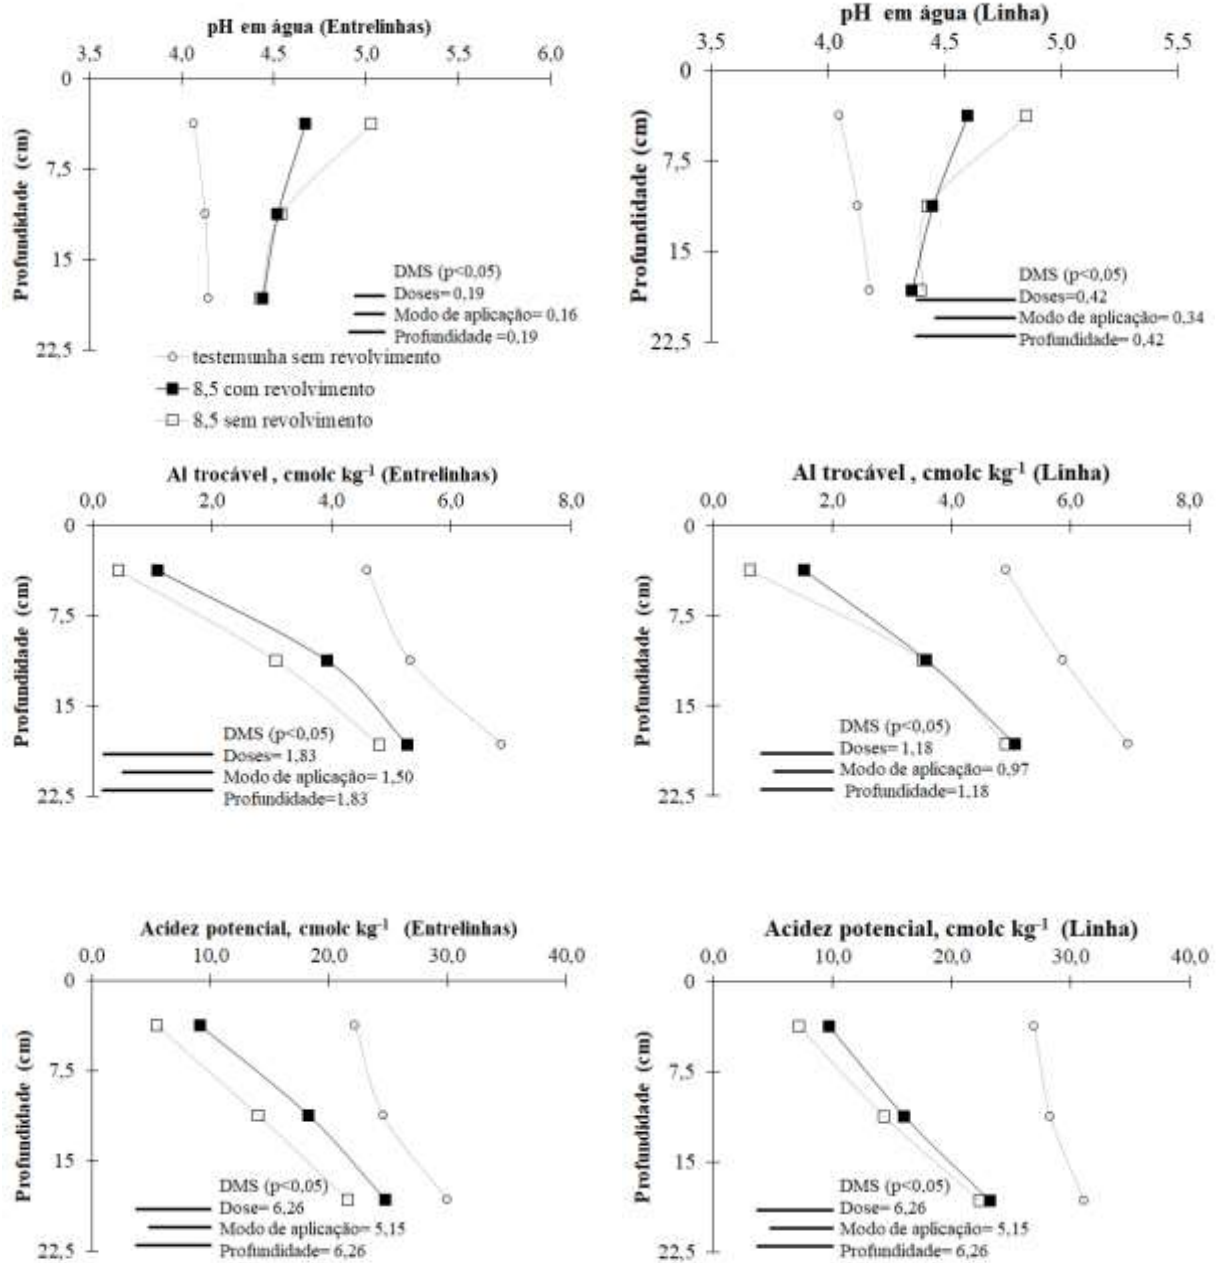 pH em água (Entrelinhas)
3,5 4,0 4,5 5,0 5,5 6,0
0
7,5
15
22,5
Profundidade (cm)
DMS (p<0,05)
Doses= 0,19
Modo de aplicação= 0,16
Profundidade =0,19
testemunha sem revolvimento
8,5 com revolvimento
8,5 sem revolvimento
pH em água (Linha)
3,5 4,0 4,5 5,0 5,5
0
7,5
15
22,5
Profundidade (cm)
DMS (p<0,05)
Doses=0,42
Modo de aplicação= 0,34
Profundidade= 0,42
Al trocável , cmolc kg-1 (Entrelinhas)
0,0 2,0 4,0 6,0 8,0
0
7,5
15
22,5
Profundidade (cm)
DMS (p<0,05)
Doses= 1,83
Modo de aplicação= 1,50
Profundidade=1,83
Al trocável , cmolc kg-1 (Linha)
0,0 2,0 4,0 6,0 8,0
0
7,5
15
22,5
Profundidade (cm)
DMS (p<0,05)
Doses= 1,18
Modo de aplicação= 0,97
Profundidade=1,18
Acidez potencial, cmolc kg-1 (Entrelinhas)
0,0 10,0 20,0 30,0 40,0
0
7,5
15
22,5
Profundidade (cm)
DMS (p<0,05)
Dose= 6,26
Modo de aplicação= 5,15
Profundidade= 6,26
Acidez potencial, cmolc kg-1 (Linha)
0,0 10,0 20,0 30,0 40,0
0
7,5
15
22,5
Profundidade (cm)
DMS (p<0,05)
Dose= 6,26
Modo de aplicação= 5,15
Profundidade= 6,26